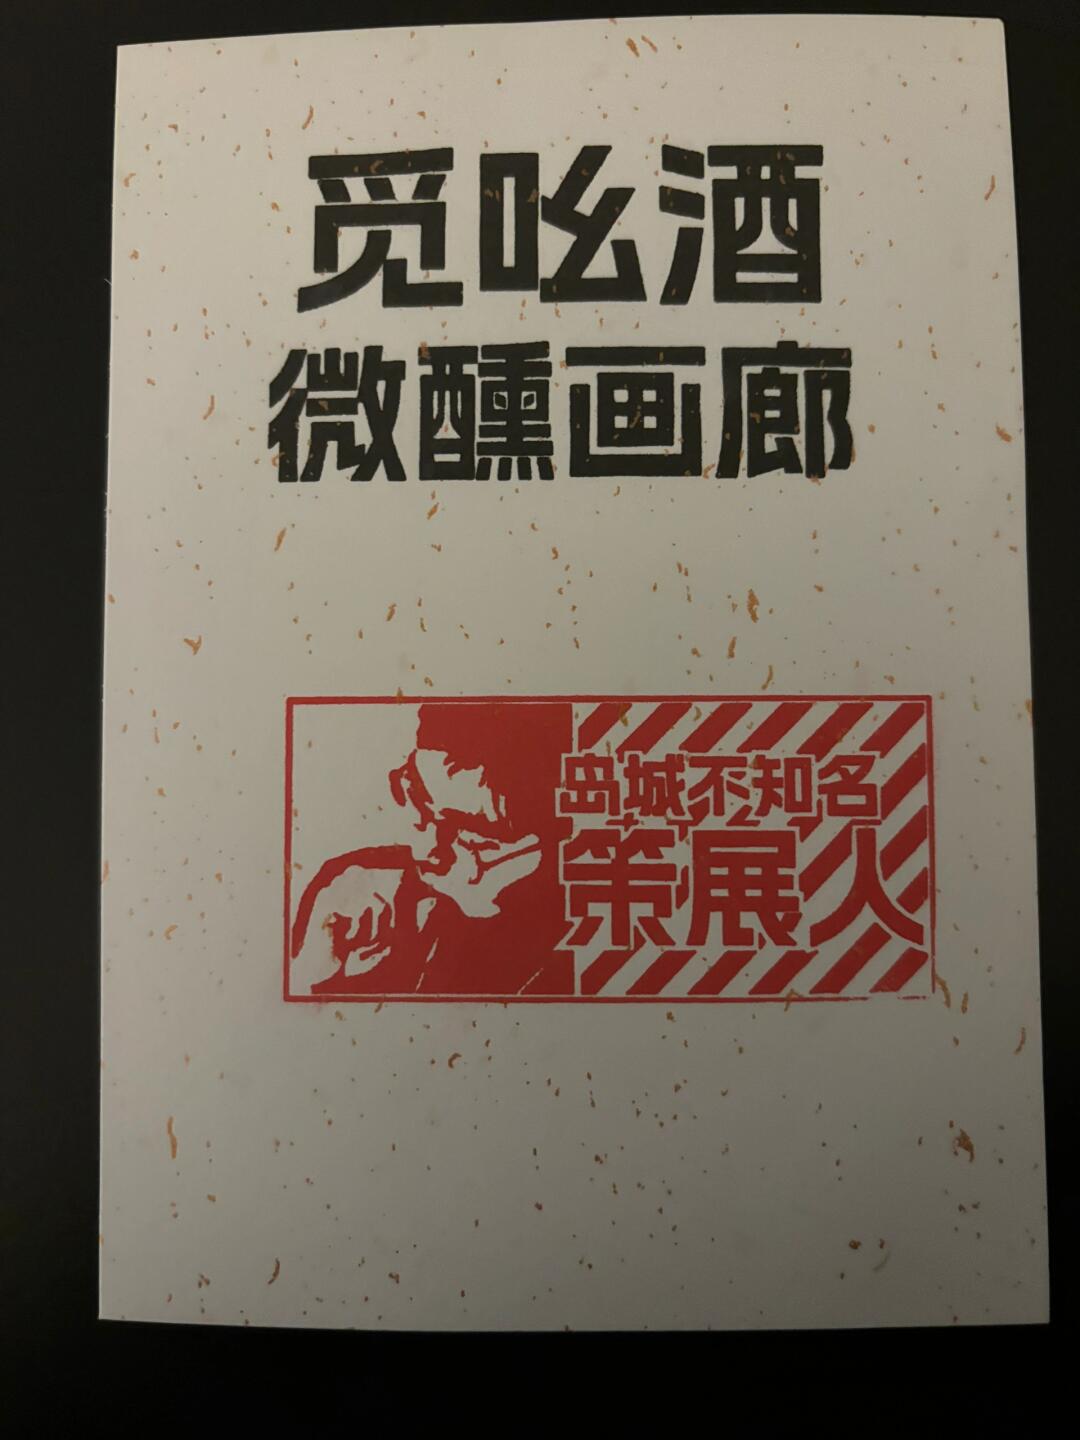 觅吆酒
微醺画廊
岛城不知名
策展人